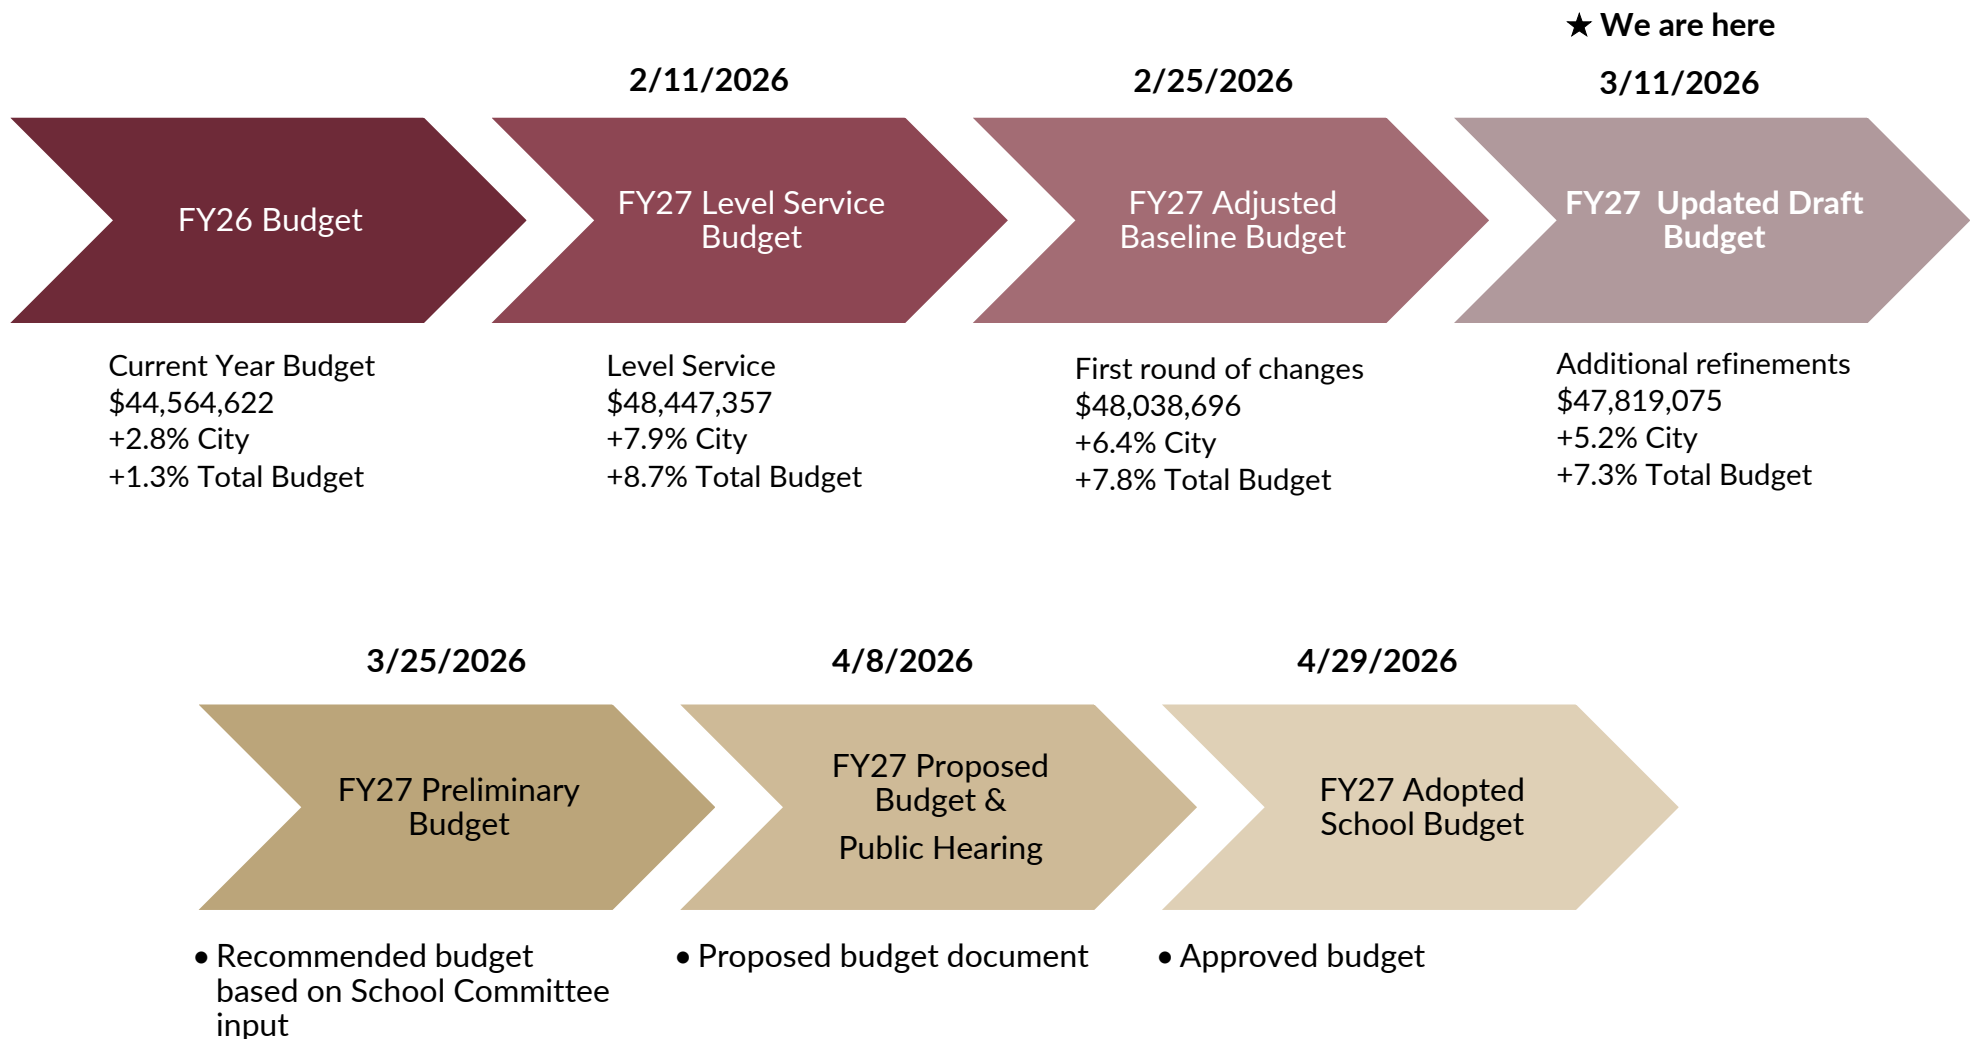 ★ We are here
2/11/2026
2/25/2026
3/11/2026
FY26 Budget
FY27 Level Service
Budget
FY27 Adjusted
Baseline Budget
FY27  Updated Draft
Budget
Current Year Budget
$44,564,622
+2.8% City
+1.3% Total Budget
Level Service
$48,447,357
+7.9% City
+8.7% Total Budget
First round of changes
$48,038,696
+6.4% City
+7.8% Total Budget
Additional refinements
$47,819,075
+5.2% City
+7.3% Total Budget
3/25/2026
4/8/2026
4/29/2026
FY27 Preliminary
Budget
FY27 Proposed
Budget &
Public Hearing
FY27 Adopted
School Budget
• Recommended budget
based on School Committee
input
• Proposed budget document
• Approved budget